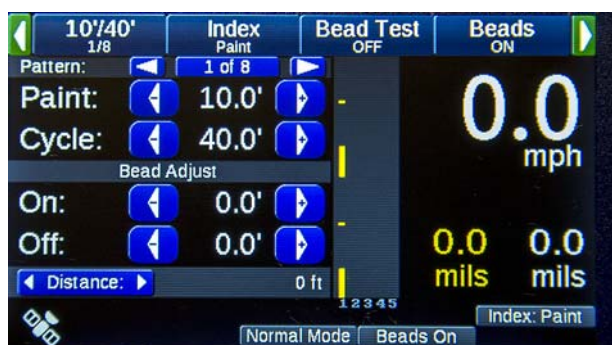 10'/40' Index Bead Test Beads
1/8 Paint OFF ON
Pattern: 1 of 8
Paint: - 10.0' +
Cycle: - 40.0' +
Bead Adjust
On: - 0.0' +
Off: - 0.0' +
Distance: 0 ft
0.0
mph
0.0 0.0
mils mils
12345
Index: Paint
Normal Mode Beads On